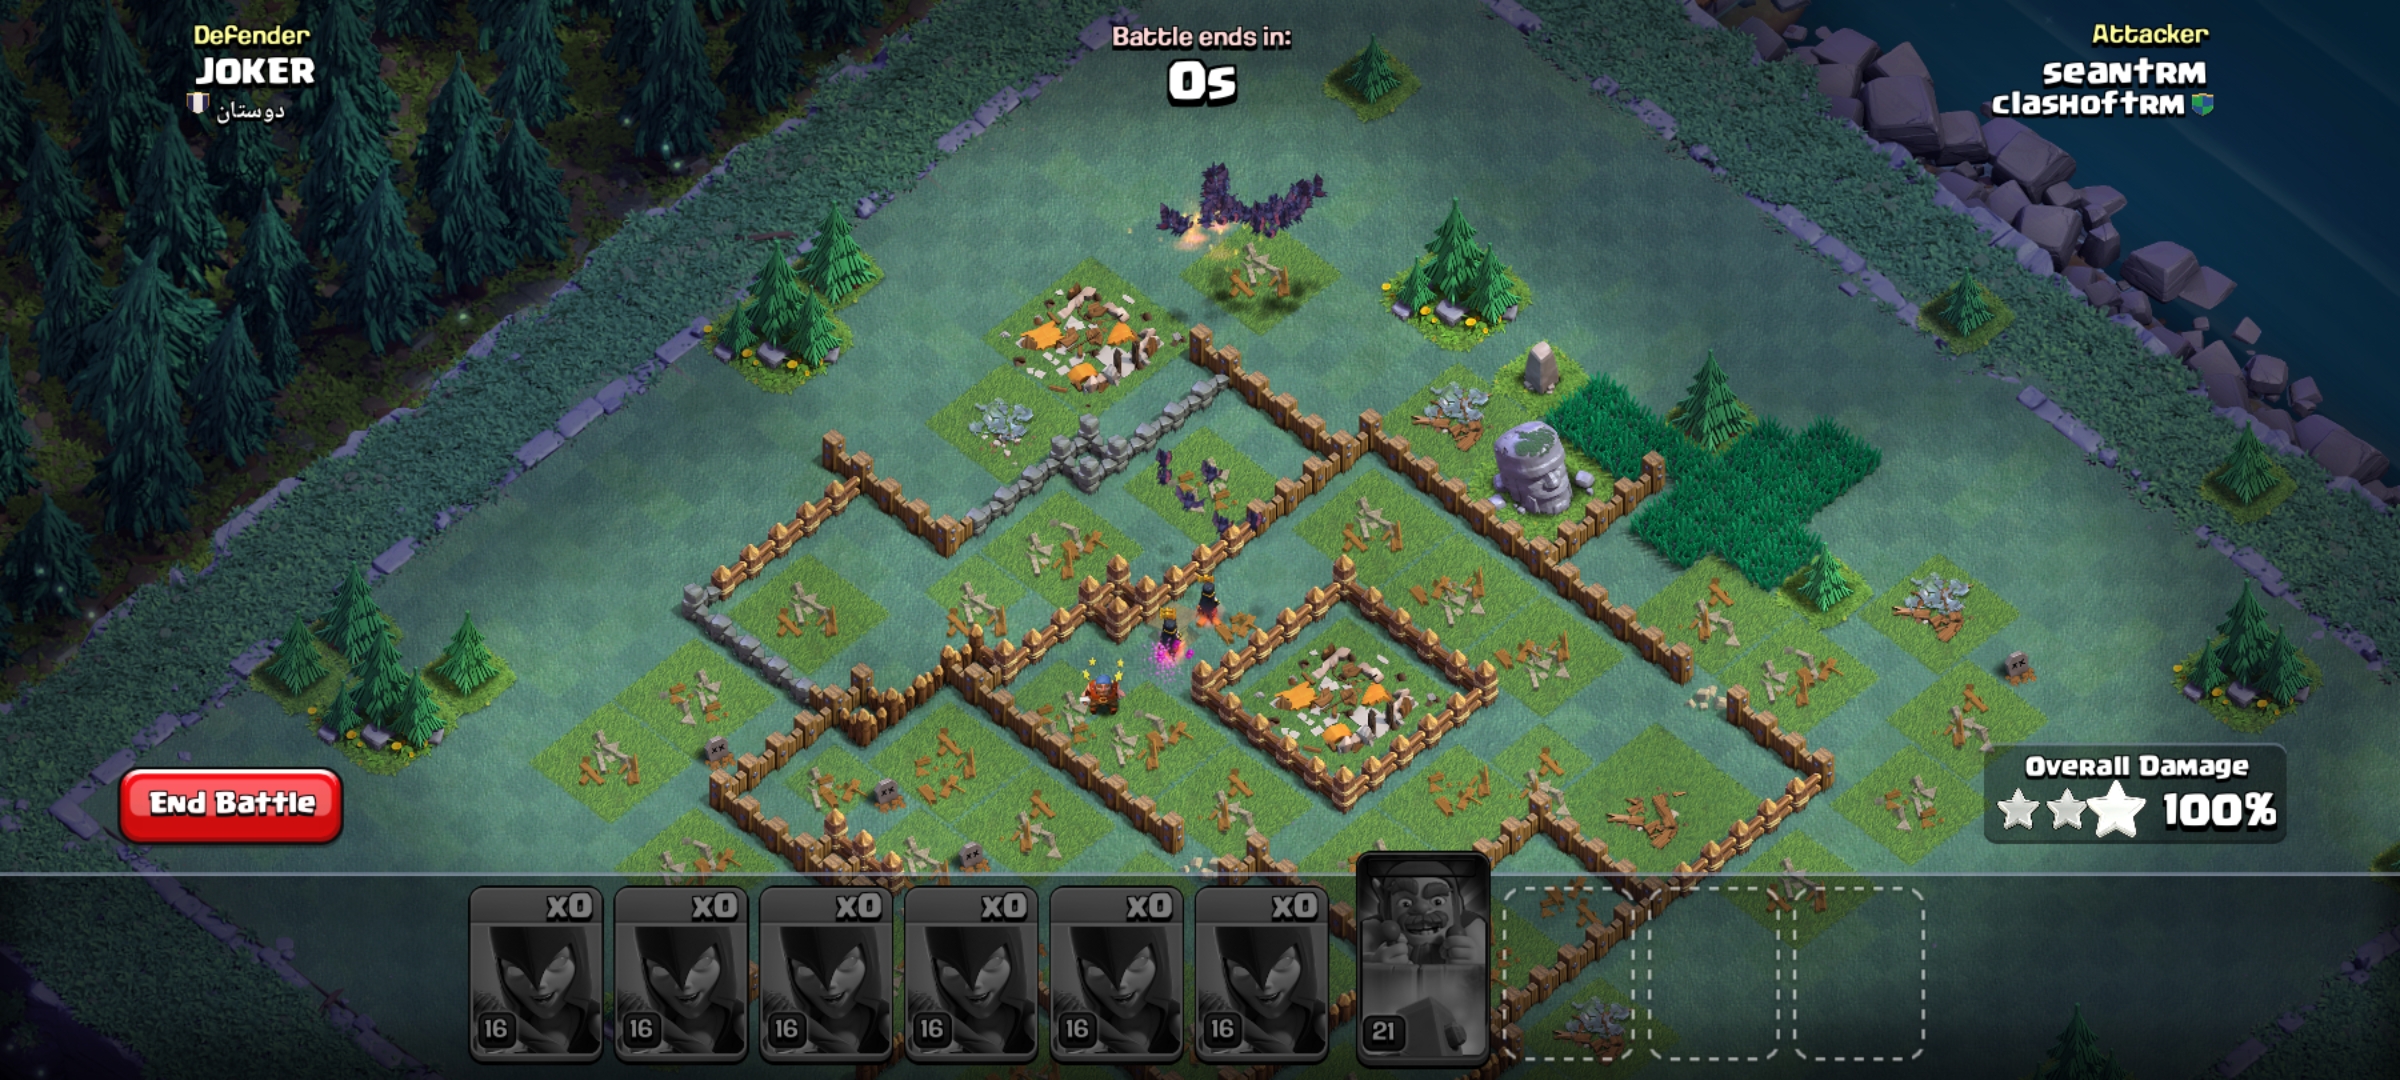 Defender
JOKER
دوستان
Battle ends in:
0s
Attacker
seantrm
clashoftrm
End Battle
Overall Damage
100%
x0 x0 x0 x0 x0 x0
16 16 16 16 16 16 21